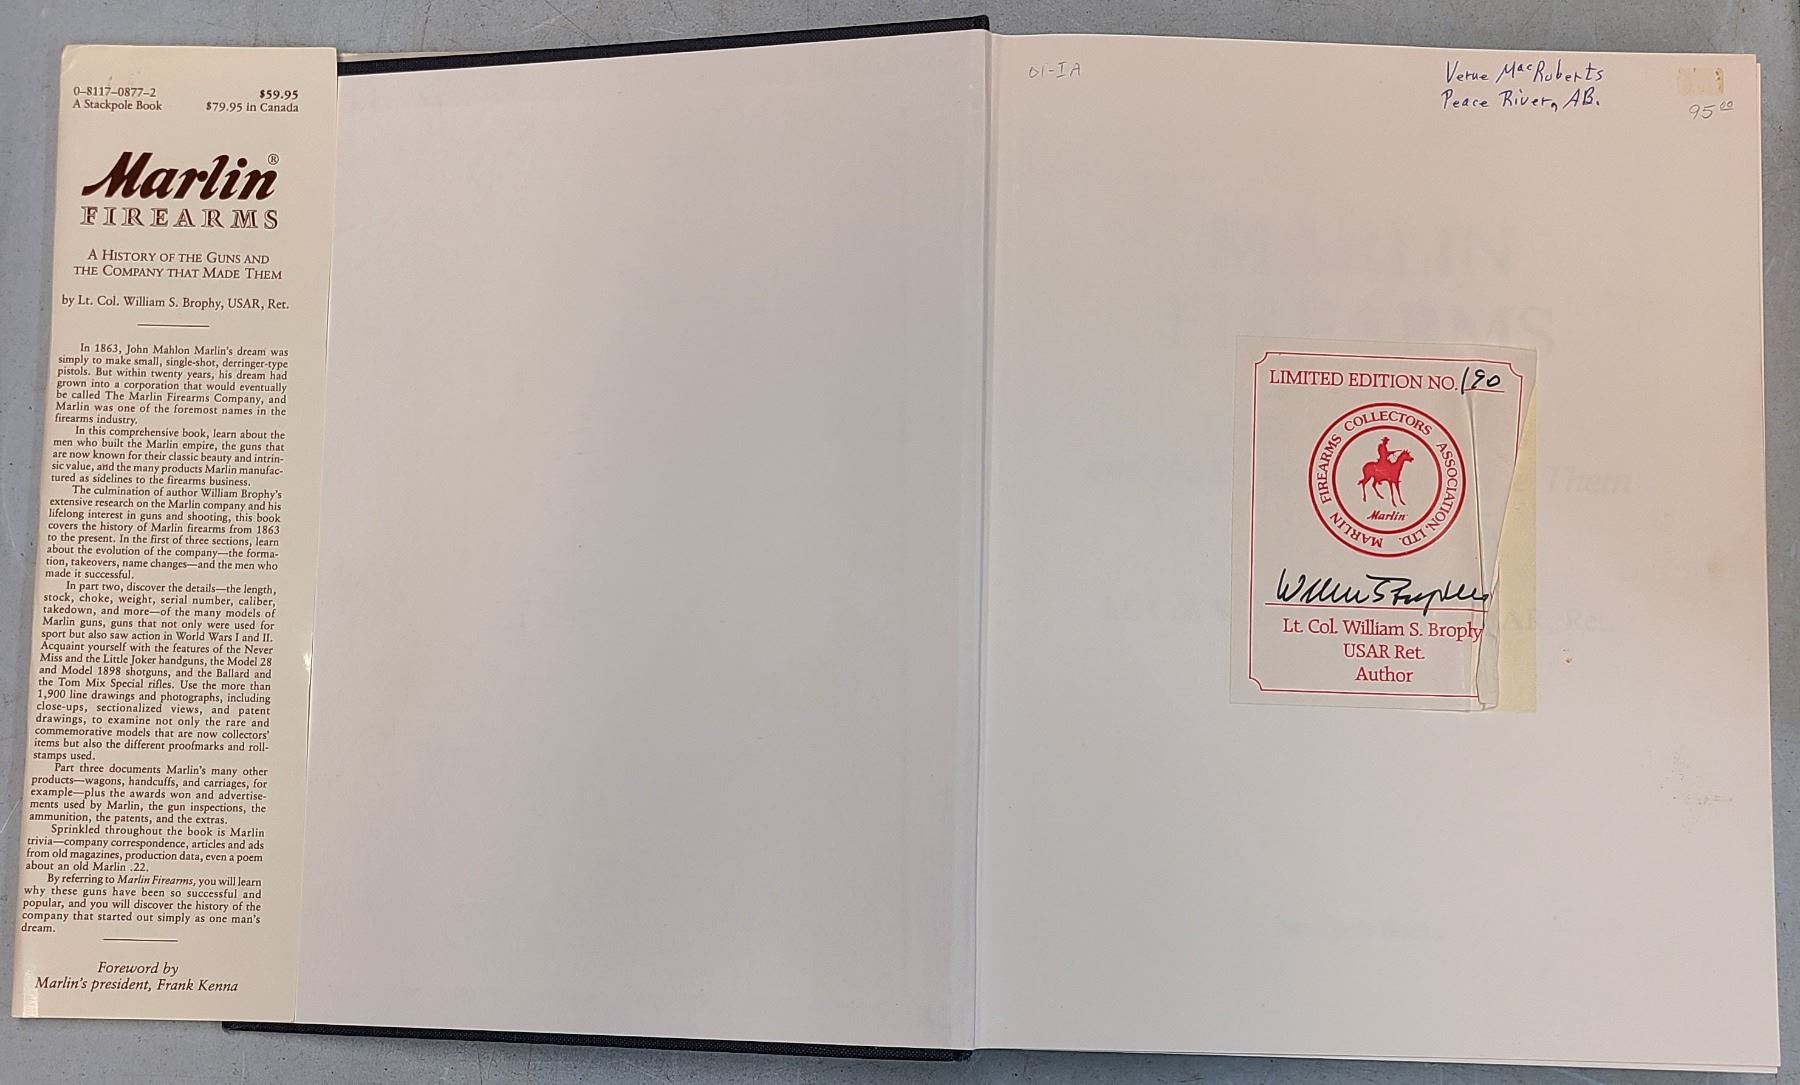 0-8117-0877-2 $59.95
A Stackpole Book $79.95 in Canada
Marlin®
FIREARMS
A HISTORY OF THE GUNS AND
THE COMPANY THAT MADE THEM
by Lt. Col. William S. Brophy, USAR, Ret.
In 1863, John Mahlon Marlin's dream was
simply to make small, single-shot, derringer-type
pistols. But within twenty years, his dream had
grown into a corporation that would eventually
be called The Marlin Firearms Company, and
Marlin was one of the foremost names in the
firearms industry.
In this comprehensive book, learn about the
men who built the Marlin empire, the guns that
are now known for their classic beauty and intrin-
sic value, and the many products Marlin manufac-
tured as sidelines to the firearms business.
The culmination of author William Brophy's
extensive research on the Marlin company and his
lifelong interest in guns and shooting, this book
covers the history of Marlin firearms from 1863
to the present. In the first of three sections, learn
about the evolution of the company—the forma-
tion, takeovers, name changes—and the men who
made it successful.
In part two, discover the details—the length,
stock, choke, weight, serial number, caliber,
takedown, and more—of the many models of
Marlin guns, guns that not only were used for
sport but also saw action in World Wars I and II.
Acquaint yourself with the features of the Never
Miss and the Little Joker handguns, the Model 28
and Model 1898 shotguns, and the Ballard and
the Tom Mix Special rifles. Use the more than
1,900 line drawings and photographs, including
close-ups, sectionalized views, and patent
drawings, to examine not only the rare and
commemorative models that are now collectors'
items but also the different proofmarks and roll-
stamps used.
Part three documents Marlin's many other
products—wagons, handcuffs, and carriages, for
example—plus the awards won and advertise-
ments used by Marlin, the gun inspections, the
ammunition, the patents, and the extras.
Sprinkled throughout the book is Marlin
trivia—company correspondence, articles and ads
from old magazines, production data, even a poem
about an old Marlin .22.
By referring to Marlin Firearms, you will learn
why these guns have been so successful and
popular, and you will discover the history of the
company that started out simply as one man's
dream.
Foreword by
Marlin's president, Frank Kenna
01-IA
Verne MacRoberts
Peace River, AB.
95 00
LIMITED EDITION NO. 190
MARLIN FIREARMS COLLECTORS ASSOCIATION, LTD.
Marlin
William S Brophy
Lt. Col. William S. Brophy
USAR Ret.
Author